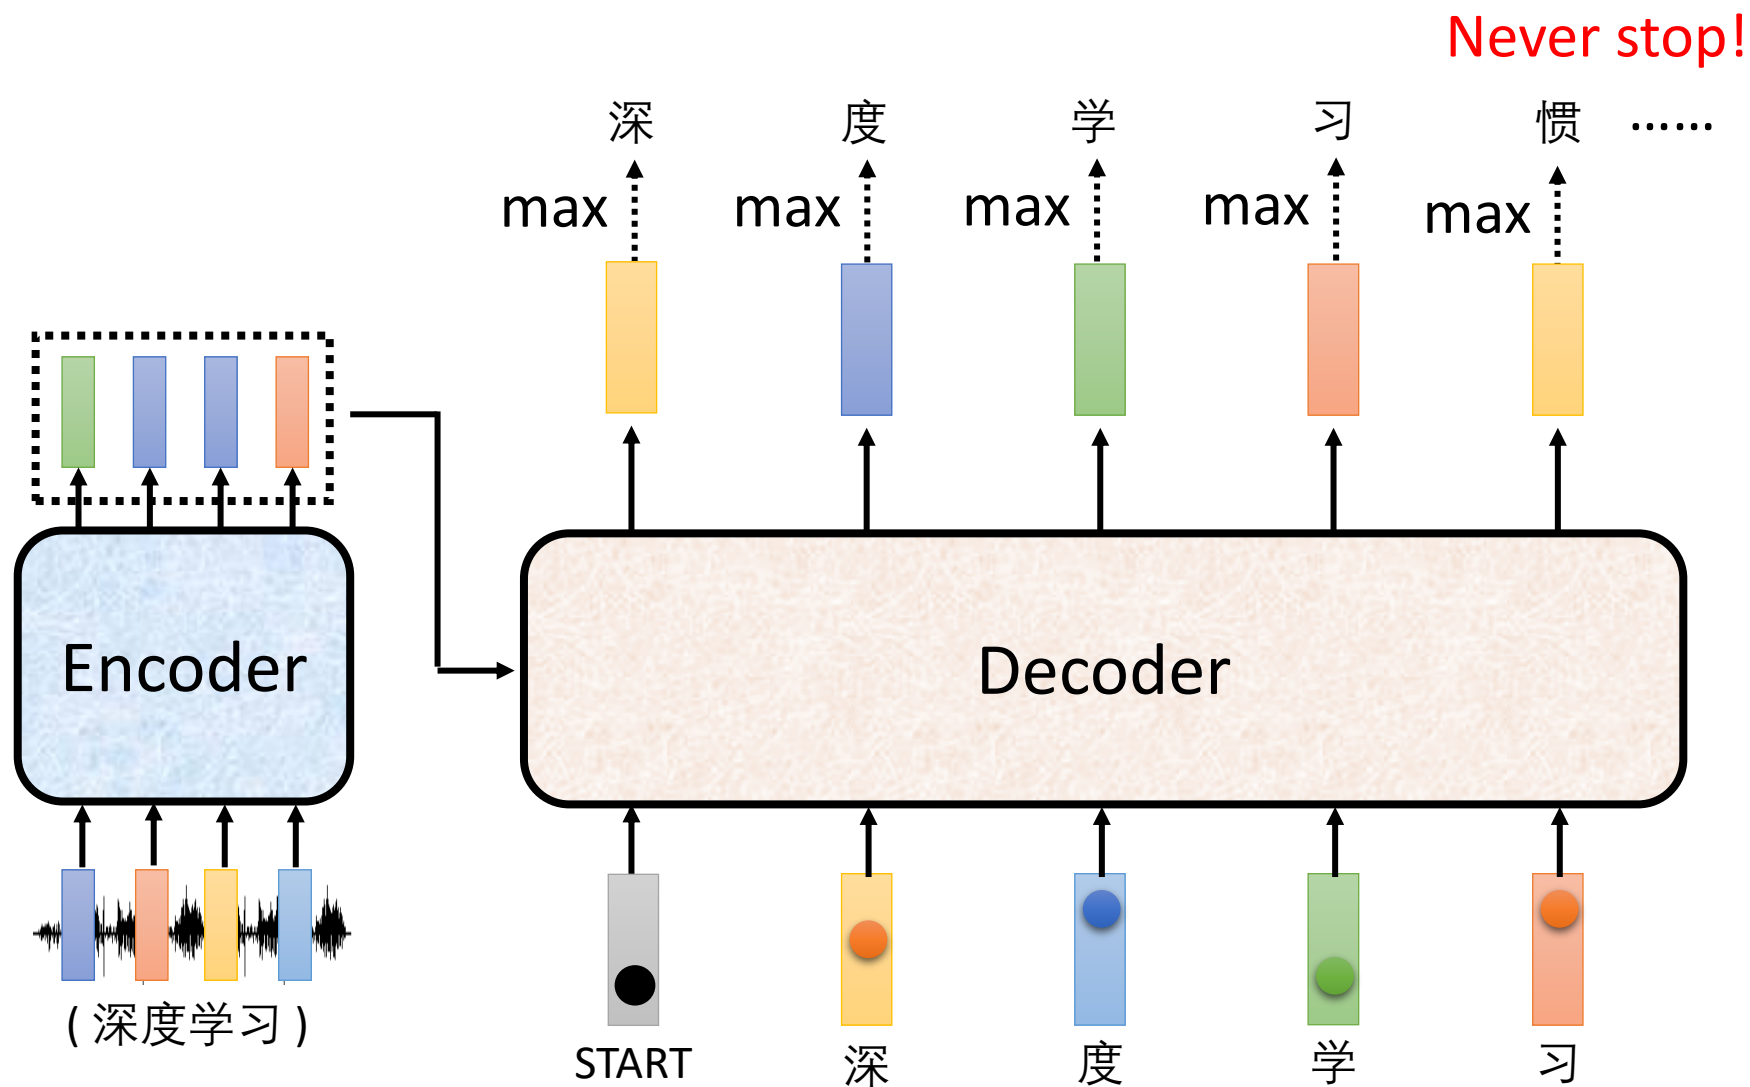 Never stop!
深 度 学 习 惯 ......
max max max max max
Encoder
Decoder
(深度学习)
START 深 度 学 习